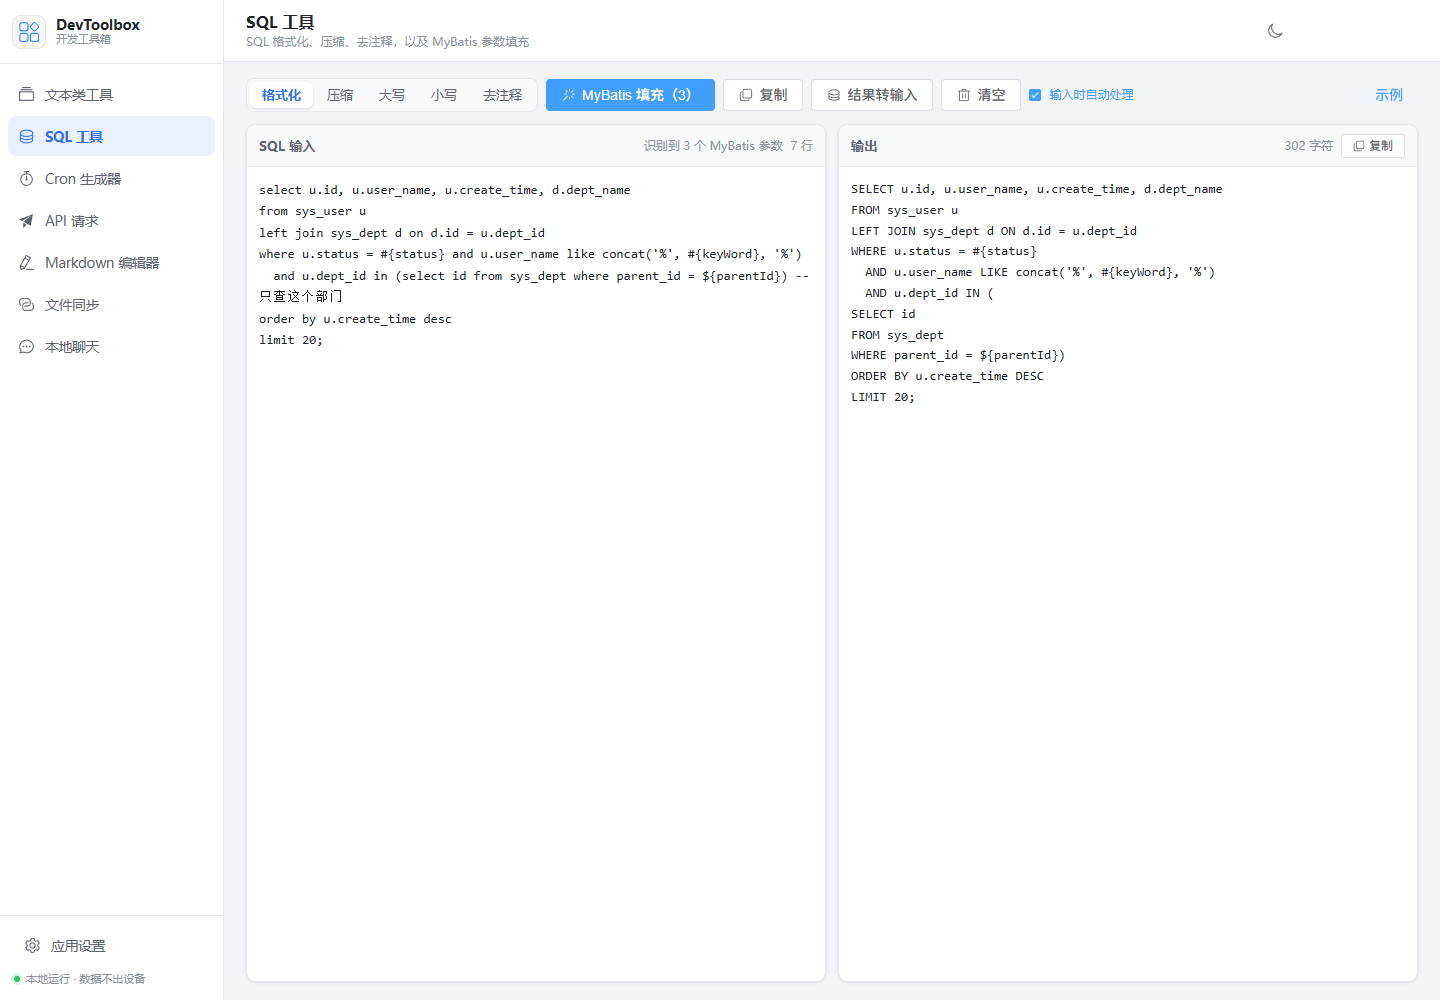 DevToolbox
开发工具箱
文本类工具
SQL 工具
Cron 生成器
API 请求
Markdown 编辑器
文件同步
本地聊天
应用设置
本地运行 · 数据不出设备
SQL 工具
SQL 格式化、压缩、去注释，以及 MyBatis 参数填充
格式化 压缩 大写 小写 去注释 MyBatis 填充（3） 复制 结果转输入 清空 输入时自动处理 示例
SQL 输入 识别到 3 个 MyBatis 参数 7 行
select u.id, u.user_name, u.create_time, d.dept_name
from sys_user u
left join sys_dept d on d.id = u.dept_id
where u.status = #{status} and u.user_name like concat('%', #{keyWord}, '%')
  and u.dept_id in (select id from sys_dept where parent_id = ${parentId}) --
只查这个部门
order by u.create_time desc
limit 20;
输出 302 字符 复制
SELECT u.id, u.user_name, u.create_time, d.dept_name
FROM sys_user u
LEFT JOIN sys_dept d ON d.id = u.dept_id
WHERE u.status = #{status}
  AND u.user_name LIKE concat('%', #{keyWord}, '%')
  AND u.dept_id IN (
SELECT id
FROM sys_dept
WHERE parent_id = ${parentId})
ORDER BY u.create_time DESC
LIMIT 20;